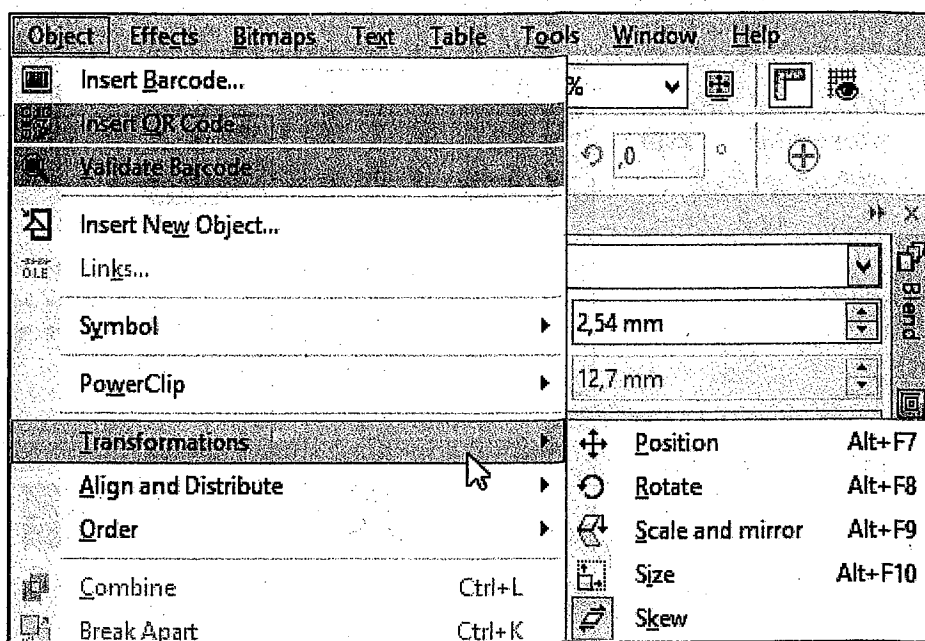 Object Effects Bitmaps Text Table Tools Window Help
Insert Barcode...
%
Insert QR Code...
Validate Barcode
,0 °
Insert New Object...
OLE Links...
Blend
Symbol
2,54 mm
PowerClip
12,7 mm
Transformations
Position Alt+F7
Align and Distribute
Rotate Alt+F8
Order
Scale and mirror Alt+F9
Combine Ctrl+L
Size Alt+F10
Break Apart Ctrl+K
Skew